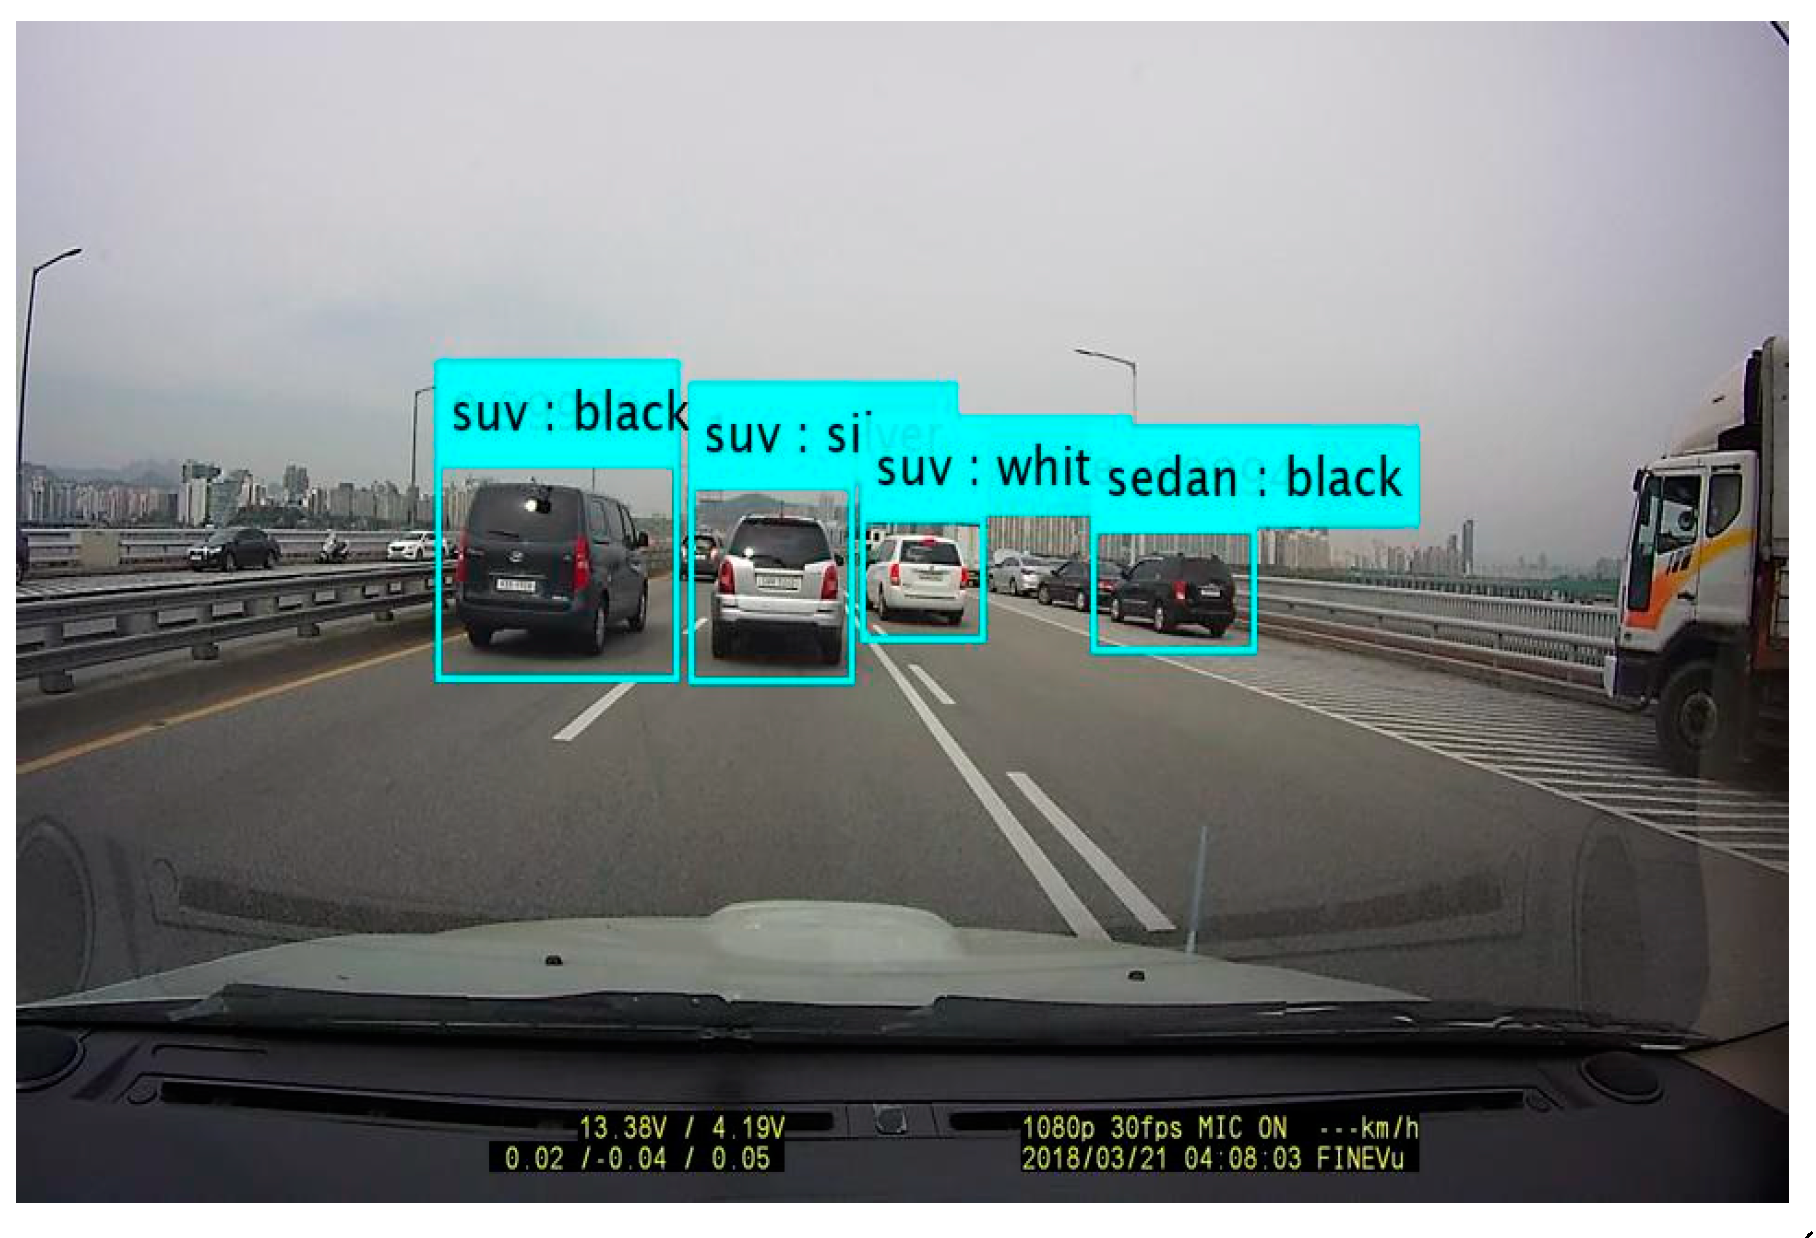 suv : black
suv : sil
suv : whit
sedan : black
13.38V / 4.19V
0.02 /-0.04 / 0.05
1080p 30fps MIC ON ---km/h
2018/03/21 04:08:03 FINEVu